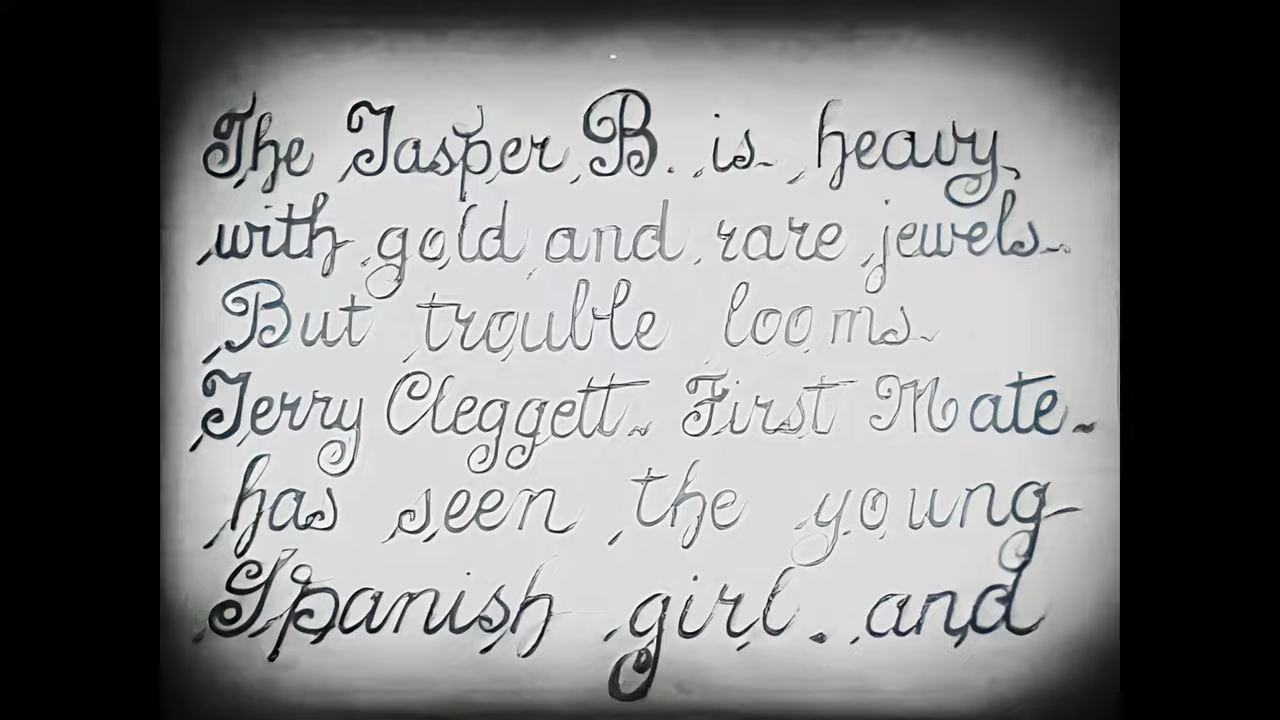 The Jasper B. is heavy
with gold and rare jewels.
But trouble looms.
Jerry Cleggett. First Mate.
has seen the young
Spanish girl. and